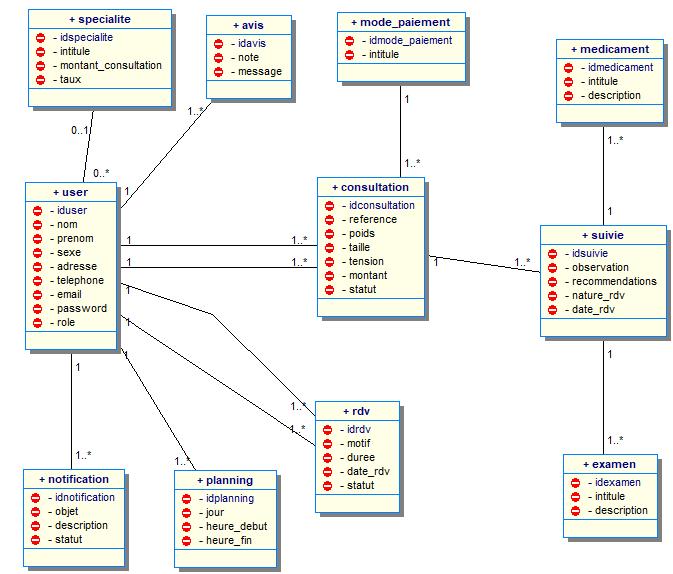 + specialite
- idspecialite
- intitule
- montant_consultation
- taux
+ avis
- idavis
- note
- message
+ mode_paiement
- idmode_paiement
- intitule
+ medicament
- idmedicament
- intitule
- description
0..1
1..*
1
1..*
0..*
1..*
1
1
+ user
- iduser
- nom
- prenom
- sexe
- adresse
- telephone
- email
- password
- role
+ consultation
- idconsultation
- reference
- poids
- taille
- tension
- montant
- statut
+ suivie
- idsuivie
- observation
- recommendations
- nature_rdv
- date_rdv
1
1..*
1
1..*
1
1..*
1
1
1
1
1
1..*
1..*
1..*
1..*
1..*
+ rdv
- idrdv
- motif
- duree
- date_rdv
- statut
+ notification
- idnotification
- objet
- description
- statut
+ planning
- idplanning
- jour
- heure_debut
- heure_fin
+ examen
- idexamen
- intitule
- description